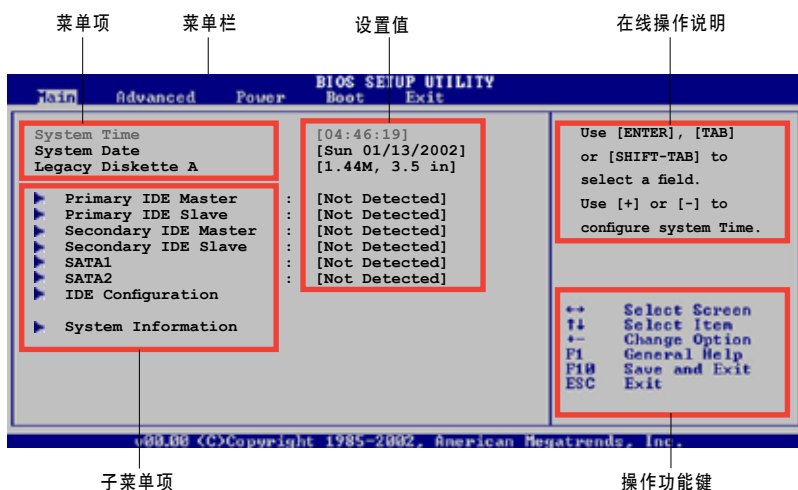 菜单项 菜单栏 设置值 在线操作说明
BIOS SETUP UTILITY
Main Advanced Power Boot Exit
System Time [04:46:19]
System Date [Sun 01/13/2002]
Legacy Diskette A [1.44M, 3.5 in]
Primary IDE Master : [Not Detected]
Primary IDE Slave : [Not Detected]
Secondary IDE Master : [Not Detected]
Secondary IDE Slave : [Not Detected]
SATA1 : [Not Detected]
SATA2 : [Not Detected]
IDE Configuration
System Information
Use [ENTER], [TAB]
or [SHIFT-TAB] to
select a field.
Use [+] or [-] to
configure system Time.
↔ Select Screen
↑↓ Select Item
+- Change Option
F1 General Help
F10 Save and Exit
ESC Exit
v00.00 (C)Copyright 1985-2002, American Megatrends, Inc.
子菜单项 操作功能键